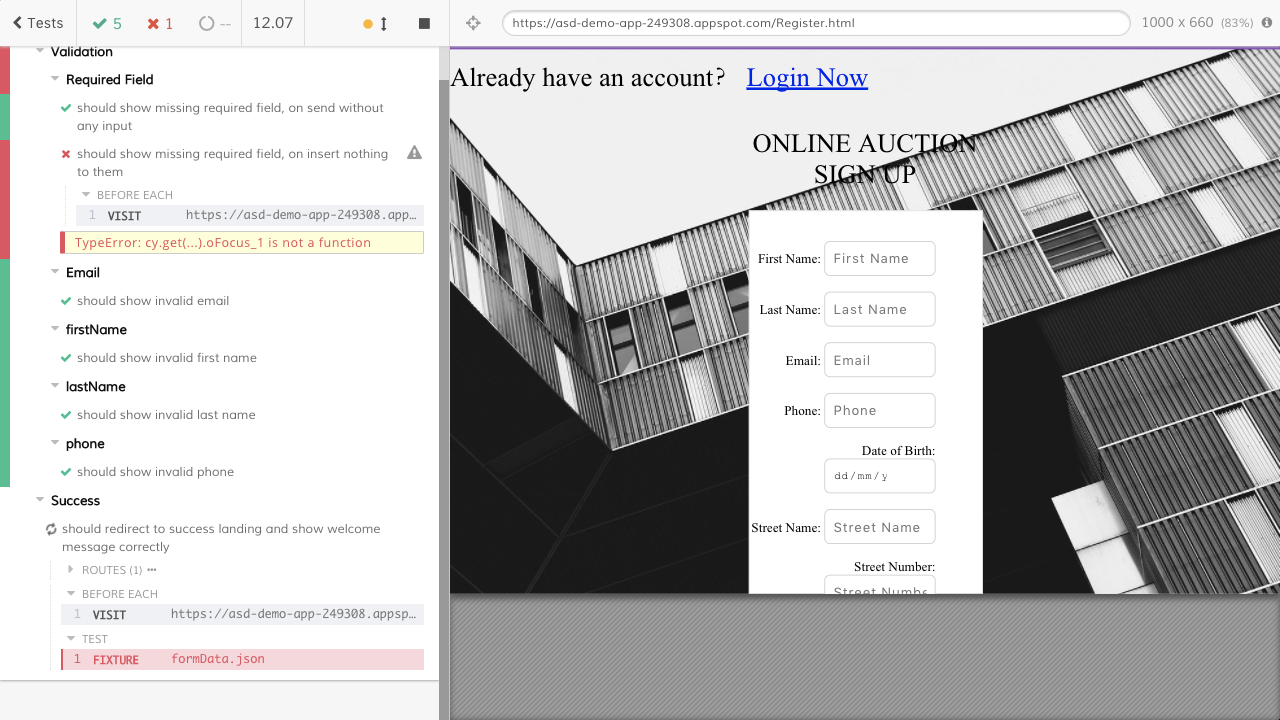 Tests
5
1
--
12.07
https://asd-demo-app-249308.appspot.com/Register.html
1000 x 660 (83%)
Validation
Required Field
should show missing required field, on send without
any input
should show missing required field, on insert nothing
to them
BEFORE EACH
1 VISIT https://asd-demo-app-249308.app…
TypeError: cy.get(...).oFocus_1 is not a function
Email
should show invalid email
firstName
should show invalid first name
lastName
should show invalid last name
phone
should show invalid phone
Success
should redirect to success landing and show welcome
message correctly
ROUTES (1)
BEFORE EACH
1 VISIT https://asd-demo-app-249308.appsp…
TEST
1 FIXTURE formData.json
Already have an account? Login Now
ONLINE AUCTION
SIGN UP
First Name: First Name
Last Name: Last Name
Email: Email
Phone: Phone
Date of Birth:
dd/mm/y
Street Name: Street Name
Street Number:
Street Numbe